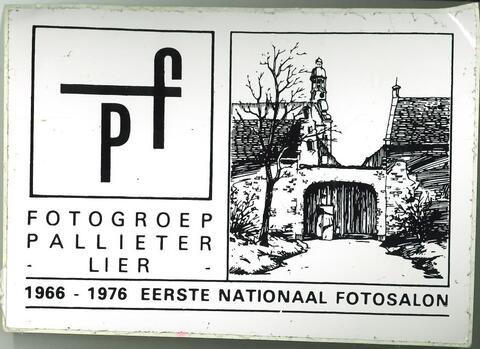 pf
FOTOGROEP
PALLIETER
- LIER -
1966 - 1976 EERSTE NATIONAAL FOTOSALON